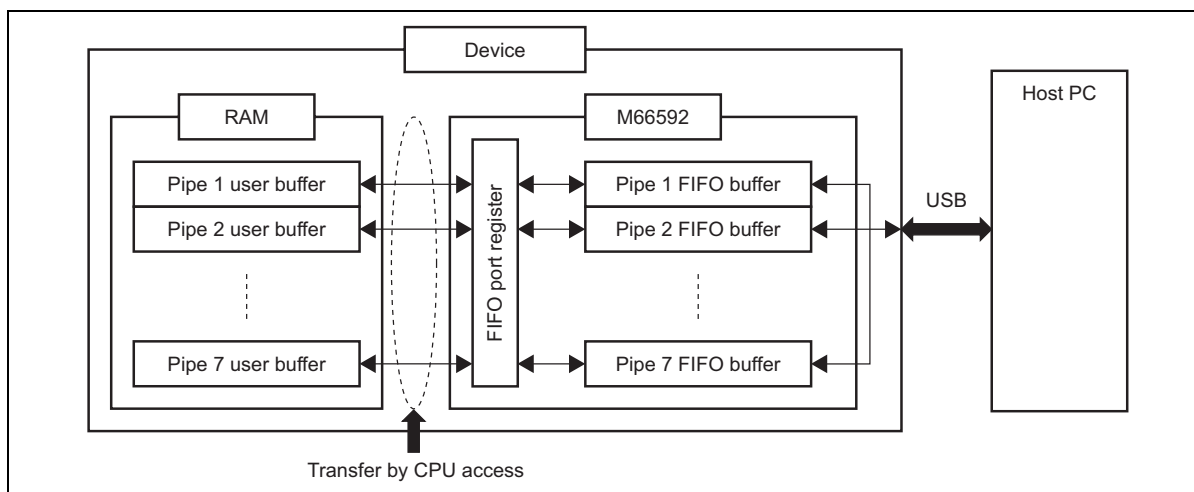 Device
Host PC
RAM
M66592
Pipe 1 user buffer
Pipe 1 FIFO buffer
Pipe 2 user buffer
Pipe 2 FIFO buffer
FIFO port register
USB
Pipe 7 user buffer
Pipe 7 FIFO buffer
Transfer by CPU access